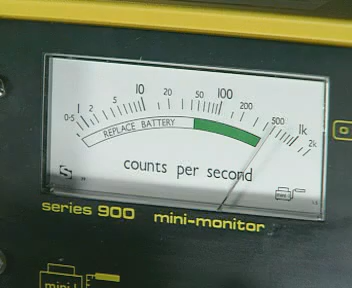 0·5 1 2 5 10 20 50 100 200 500 1k 2k
REPLACE BATTERY
counts per second
S
series 900 mini-monitor
mini